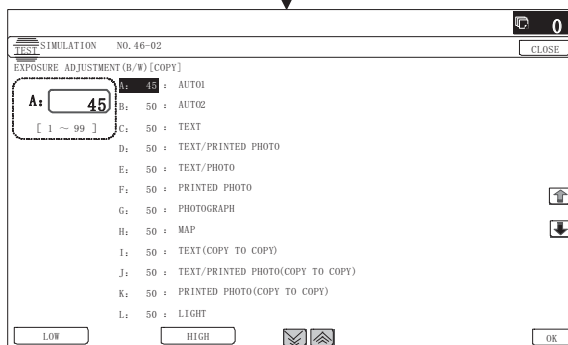 0
TEST SIMULATION NO.46-02
CLOSE
EXPOSURE ADJUSTMENT(B/W)[COPY]
A: 45
[ 1 ~ 99 ]
A: 45 : AUTO1
B: 50 : AUTO2
C: 50 : TEXT
D: 50 : TEXT/PRINTED PHOTO
E: 50 : TEXT/PHOTO
F: 50 : PRINTED PHOTO
G: 50 : PHOTOGRAPH
H: 50 : MAP
I: 50 : TEXT(COPY TO COPY)
J: 50 : TEXT/PRINTED PHOTO(COPY TO COPY)
K: 50 : PRINTED PHOTO(COPY TO COPY)
L: 50 : LIGHT
LOW HIGH OK